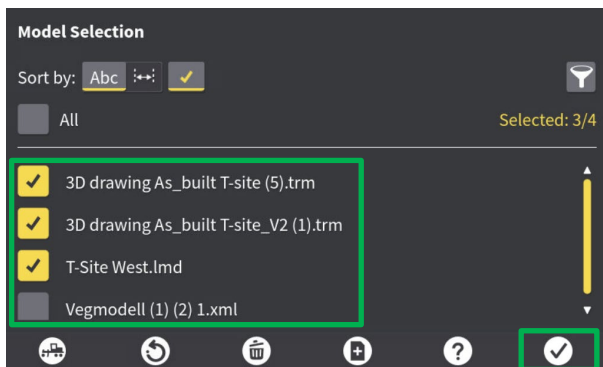 Model Selection
Sort by: Abc
All
Selected: 3/4
3D drawing As_built T-site (5).trm
3D drawing As_built T-site_V2 (1).trm
T-Site West.lmd
Vegmodell (1) (2) 1.xml
?